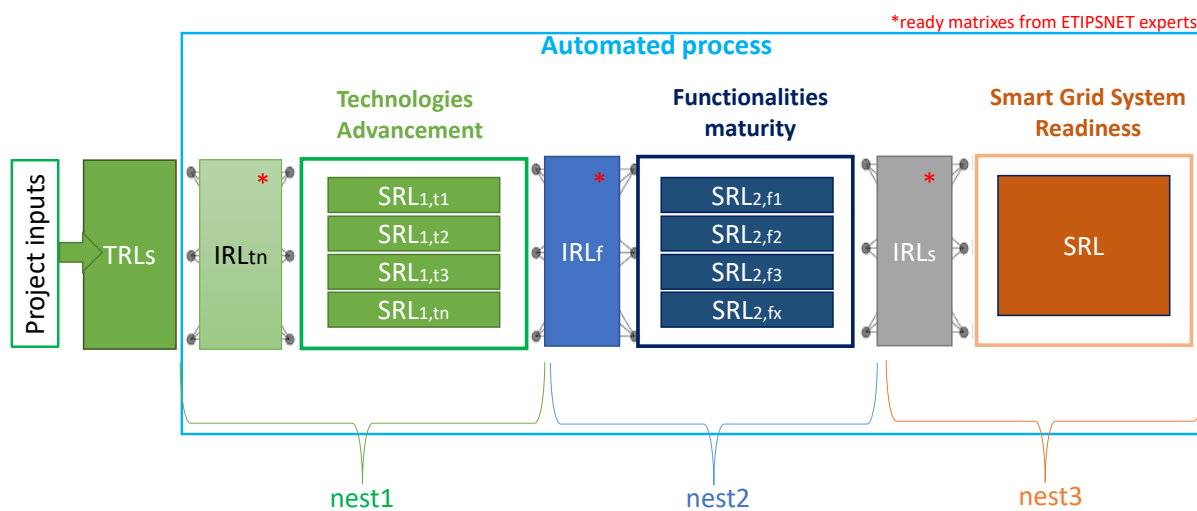 *ready matrixes from ETIPSNET experts
Automated process
Technologies
Advancement
Functionalities
maturity
Smart Grid System
Readiness
Project inputs
TRLs
*
IRLtn
SRL1,t1
SRL1,t2
SRL1,t3
SRL1,tn
*
IRLf
SRL2,f1
SRL2,f2
SRL2,f3
SRL2,fx
*
IRLs
SRL
nest1
nest2
nest3